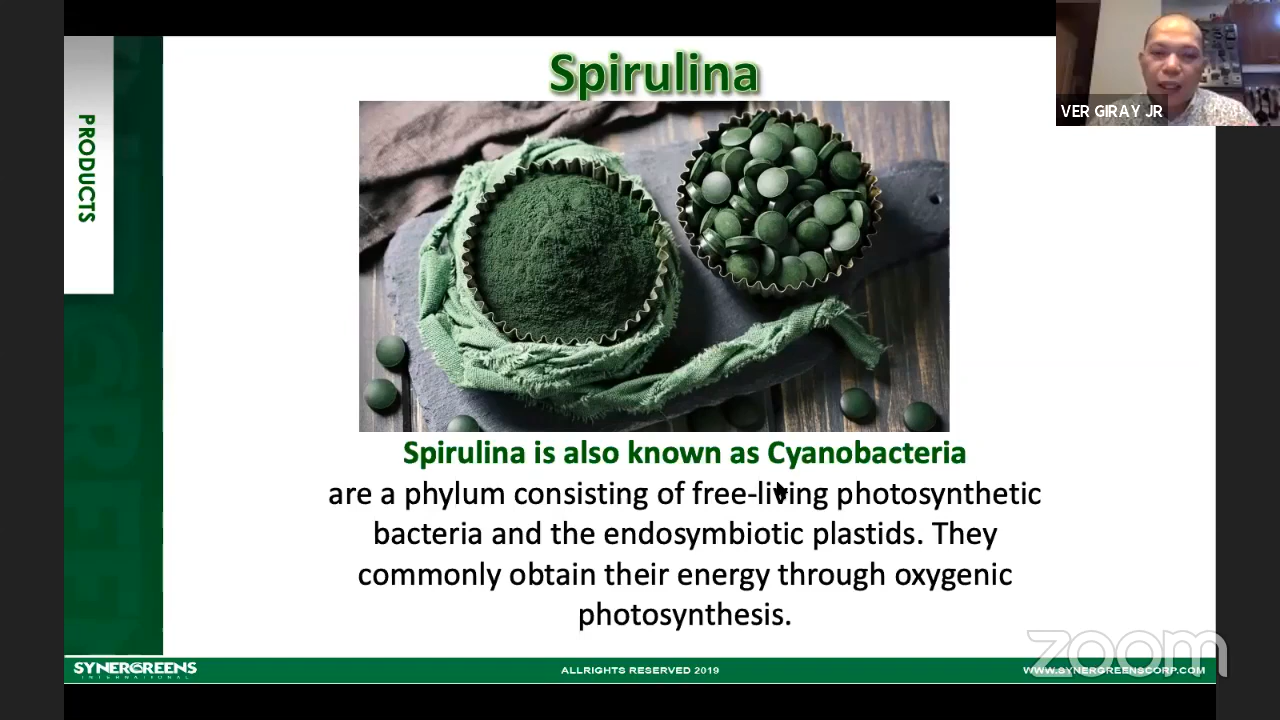 Spirulina
VER GIRAY JR
PRODUCTS
Spirulina is also known as Cyanobacteria
are a phylum consisting of free-living photosynthetic
bacteria and the endosymbiotic plastids. They
commonly obtain their energy through oxygenic
photosynthesis.
zoom
SYNERGREENS
INTERNATIONAL
ALLRIGHTS RESERVED 2019
WWW.SYNERGREENSCORP.COM